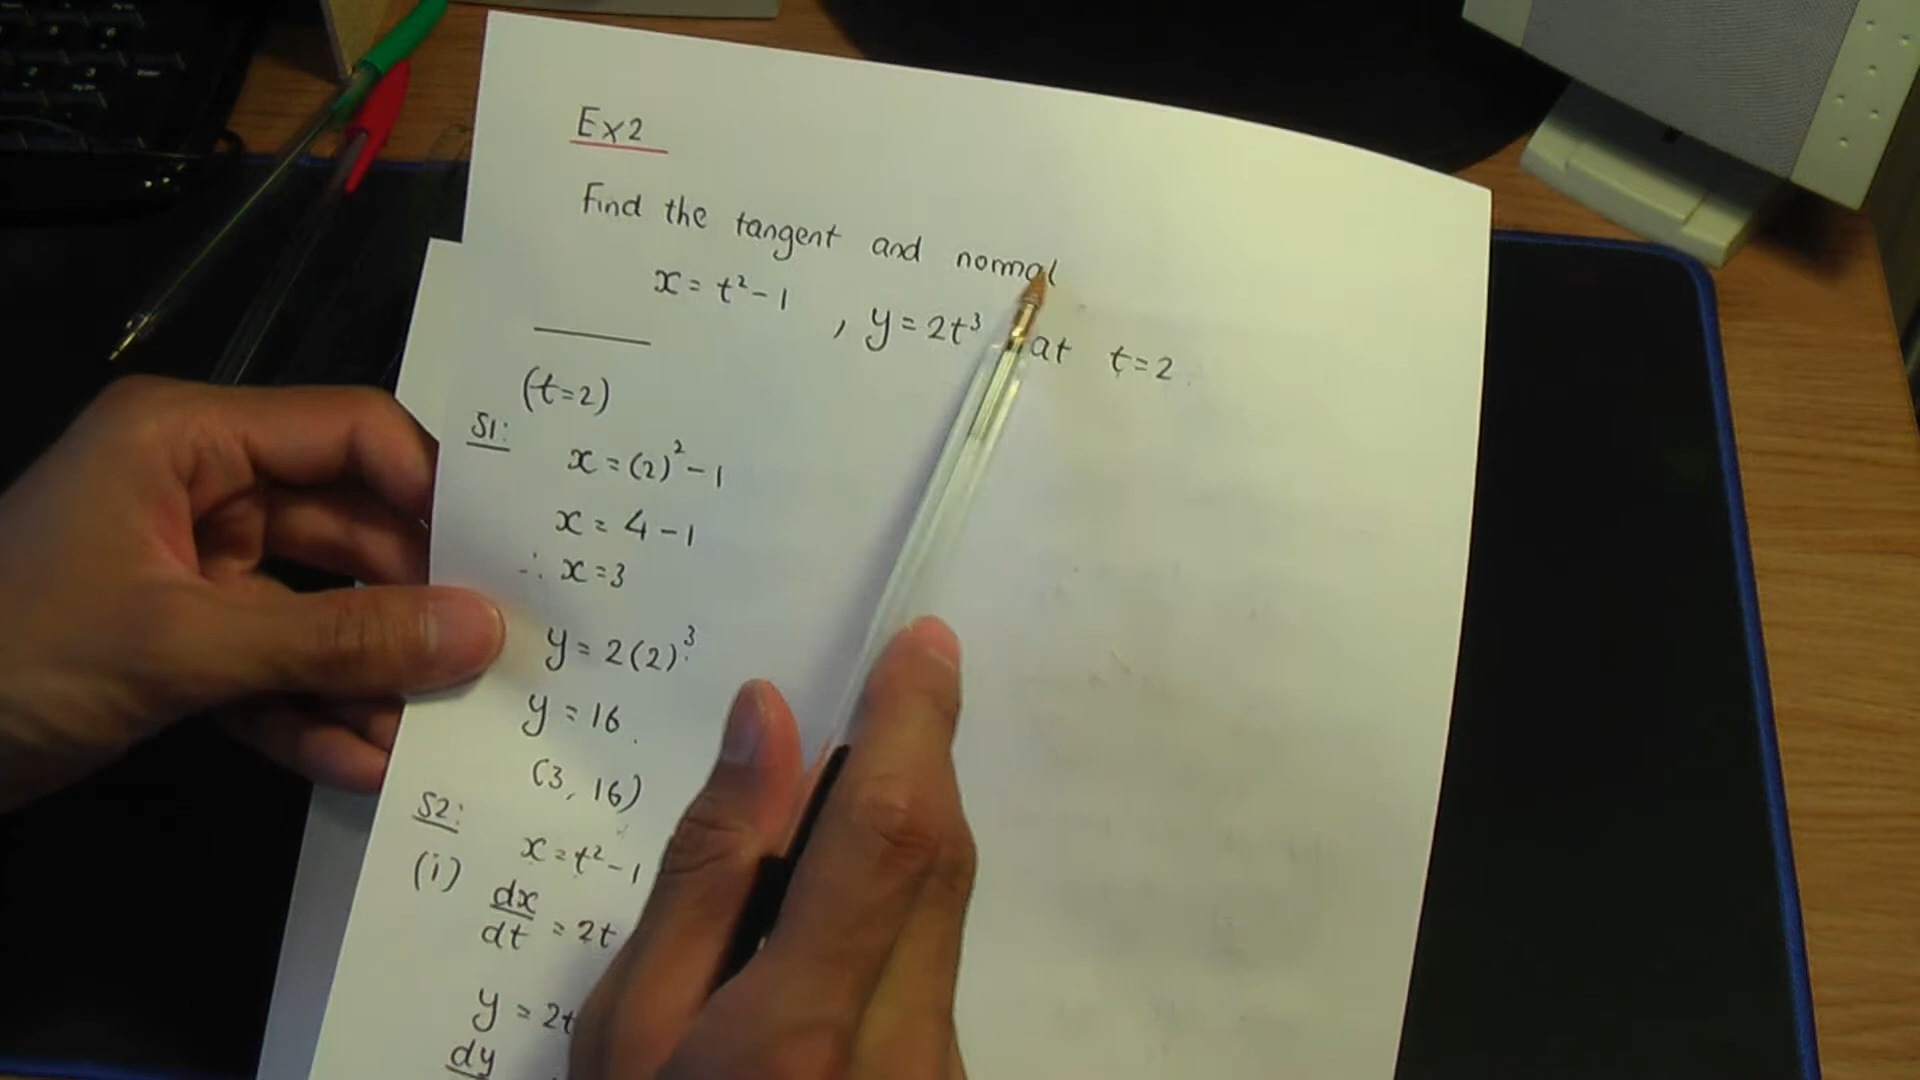 Ex2
Find the tangent and normal
x = t² - 1 , y = 2t³ at t = 2
(t=2)
S1:
x = (2)² - 1
x = 4 - 1
∴ x = 3
y = 2(2)³
y = 16
(3, 16)
S2:
x = t² - 1
(i) dx/dt = 2t
y = 2t
dy